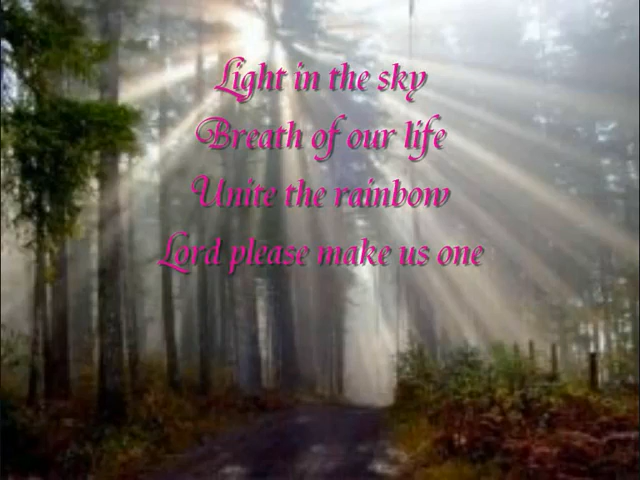 Light in the sky
Breath of our life
Unite the rainbow
Lord please make us one